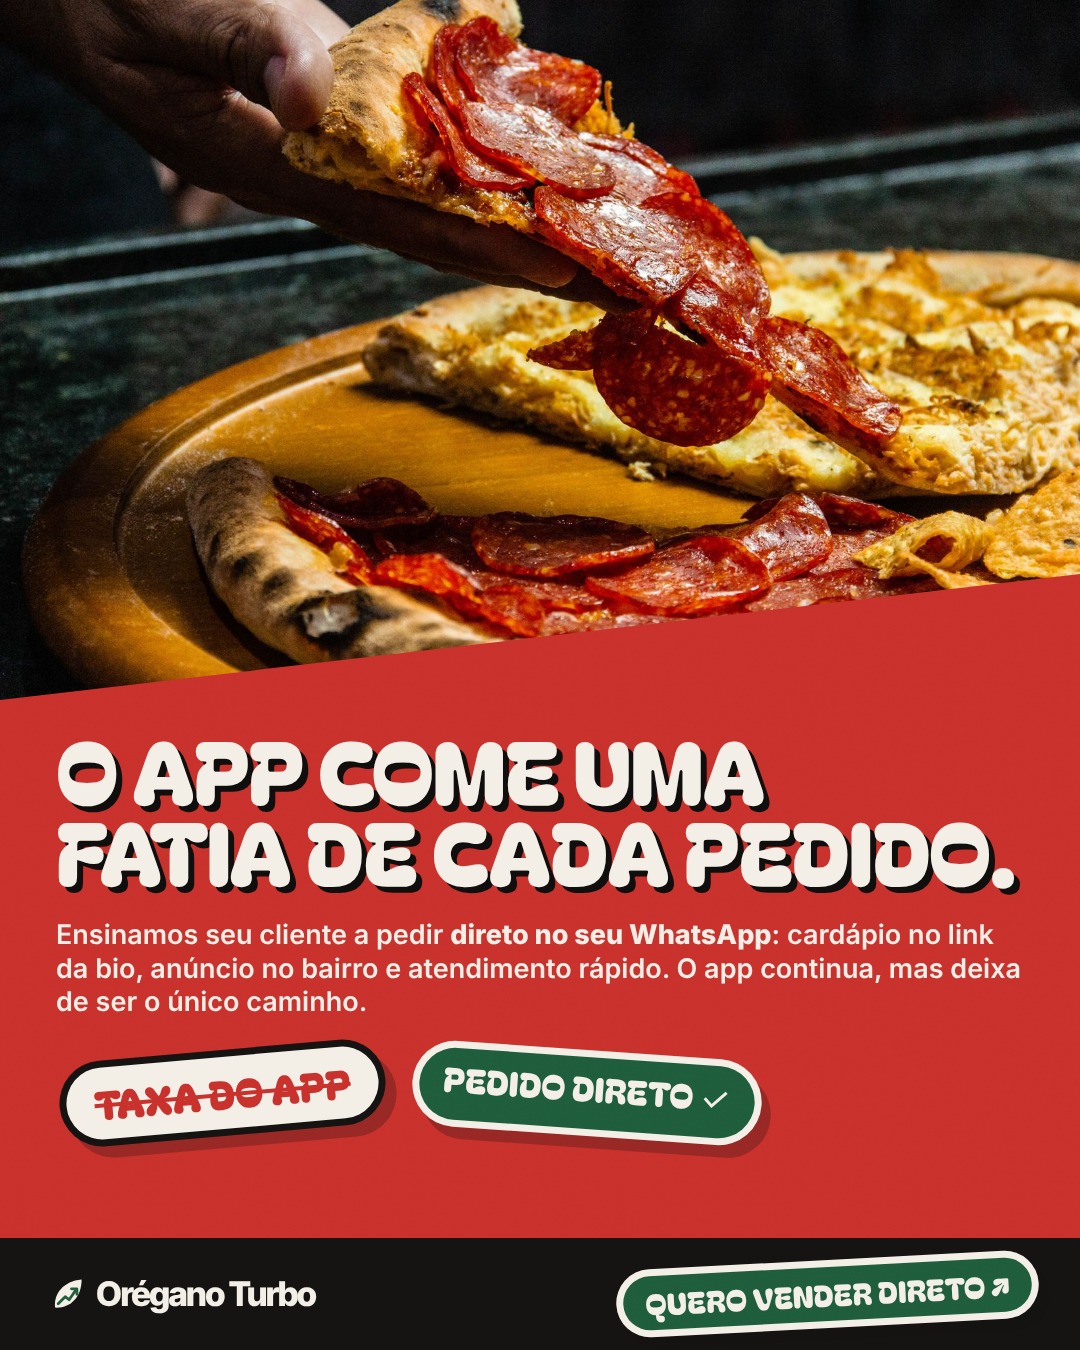 O APP COME UMA
FATIA DE CADA PEDIDO.
Ensinamos seu cliente a pedir direto no seu WhatsApp: cardápio no link
da bio, anúncio no bairro e atendimento rápido. O app continua, mas deixa
de ser o único caminho.
TAXA DO APP
PEDIDO DIRETO ✓
Orégano Turbo
QUERO VENDER DIRETO ↗